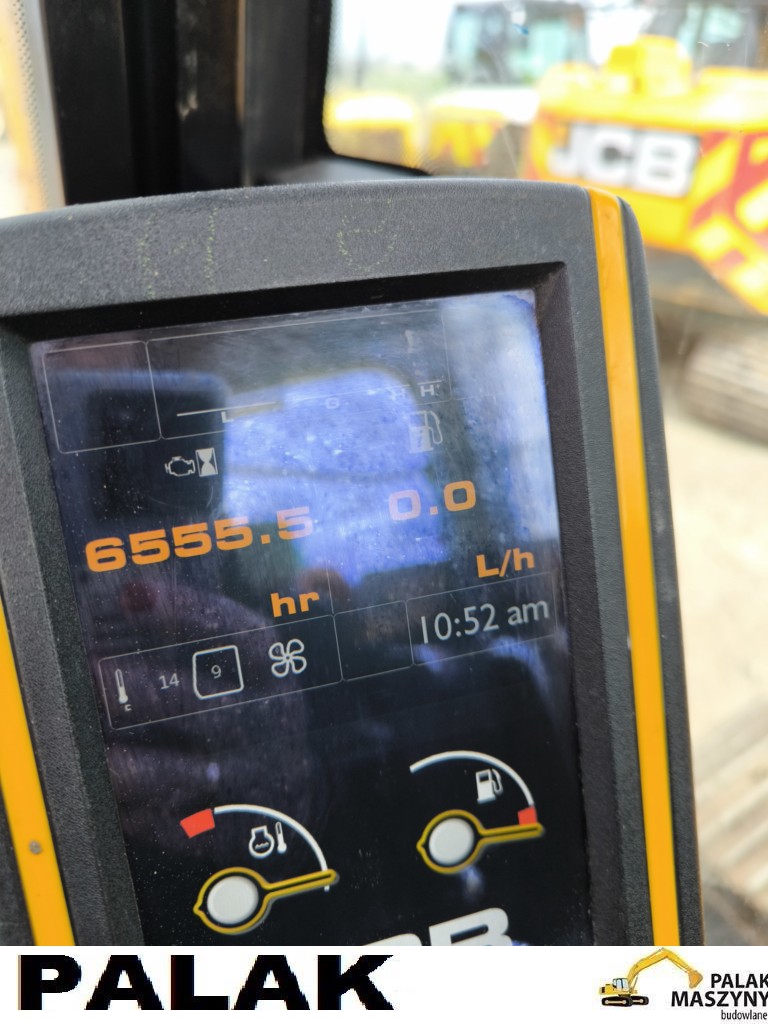 JCB
L G H H
6555.5 0.0
hr L/h
14 9 10:52 am
c
PALAK
PALAK
MASZYNY
budowlane